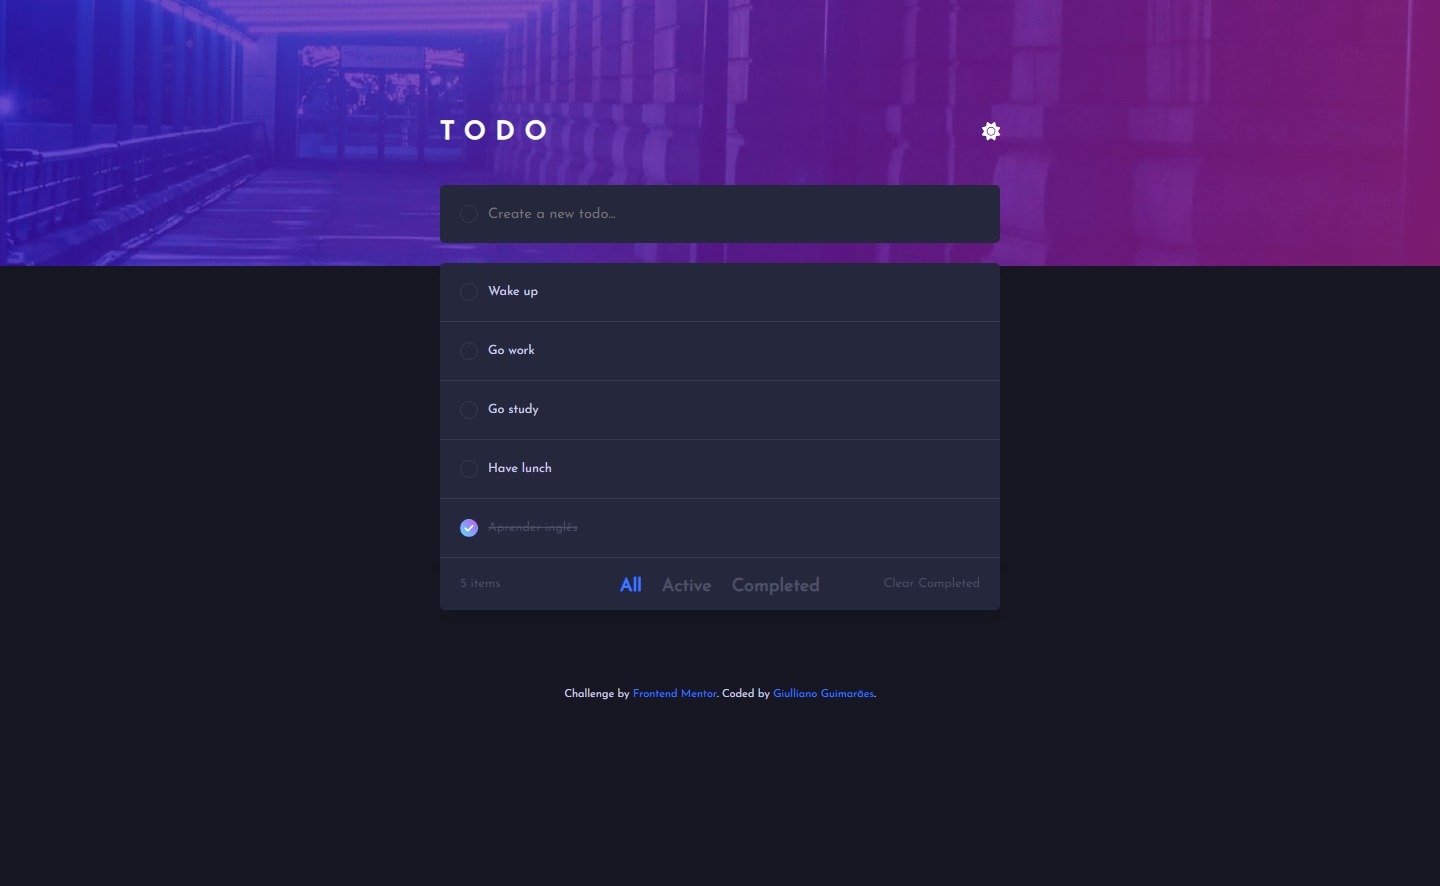 TODO
Create a new todo...
Wake up
Go work
Go study
Have lunch
Aprender inglês
5 items All Active Completed Clear Completed
Challenge by Frontend Mentor. Coded by Giulliano Guimarães.